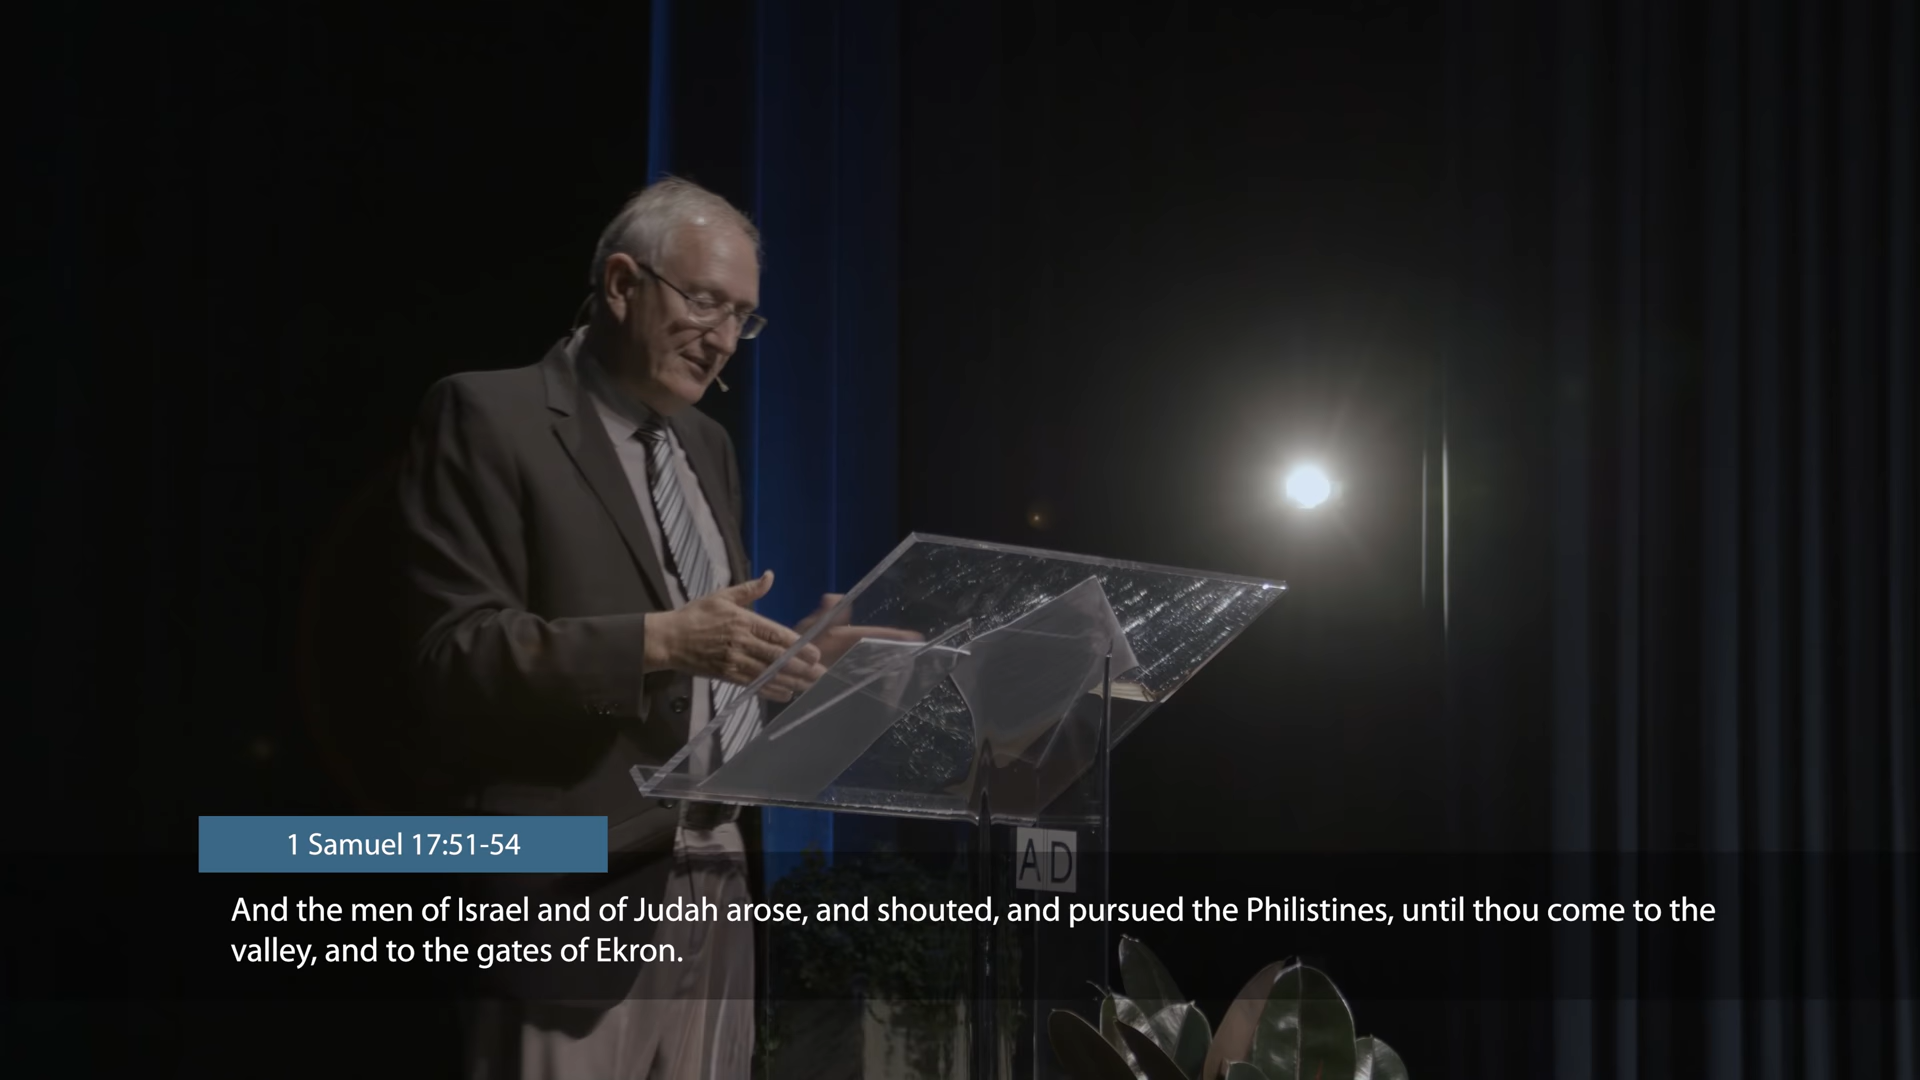 1 Samuel 17:51-54
And the men of Israel and of Judah arose, and shouted, and pursued the Philistines, until thou come to the
valley, and to the gates of Ekron.
AD